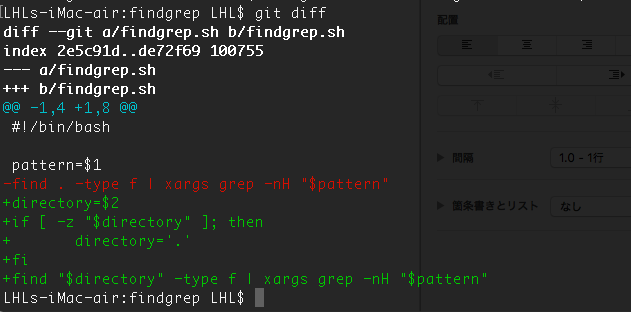 LHLs-iMac-air:findgrep LHL$ git diff
diff --git a/findgrep.sh b/findgrep.sh
index 2e5c91d..de72f69 100755
--- a/findgrep.sh
+++ b/findgrep.sh
@@ -1,4 +1,8 @@
 #!/bin/bash

 pattern=$1
-find . -type f | xargs grep -nH "$pattern"
+directory=$2
+if [ -z "$directory" ]; then
+       directory='.'
+fi
+find "$directory" -type f | xargs grep -nH "$pattern"
LHLs-iMac-air:findgrep LHL$
配置
間隔
1.0 - 1行
箇条書きとリスト
なし